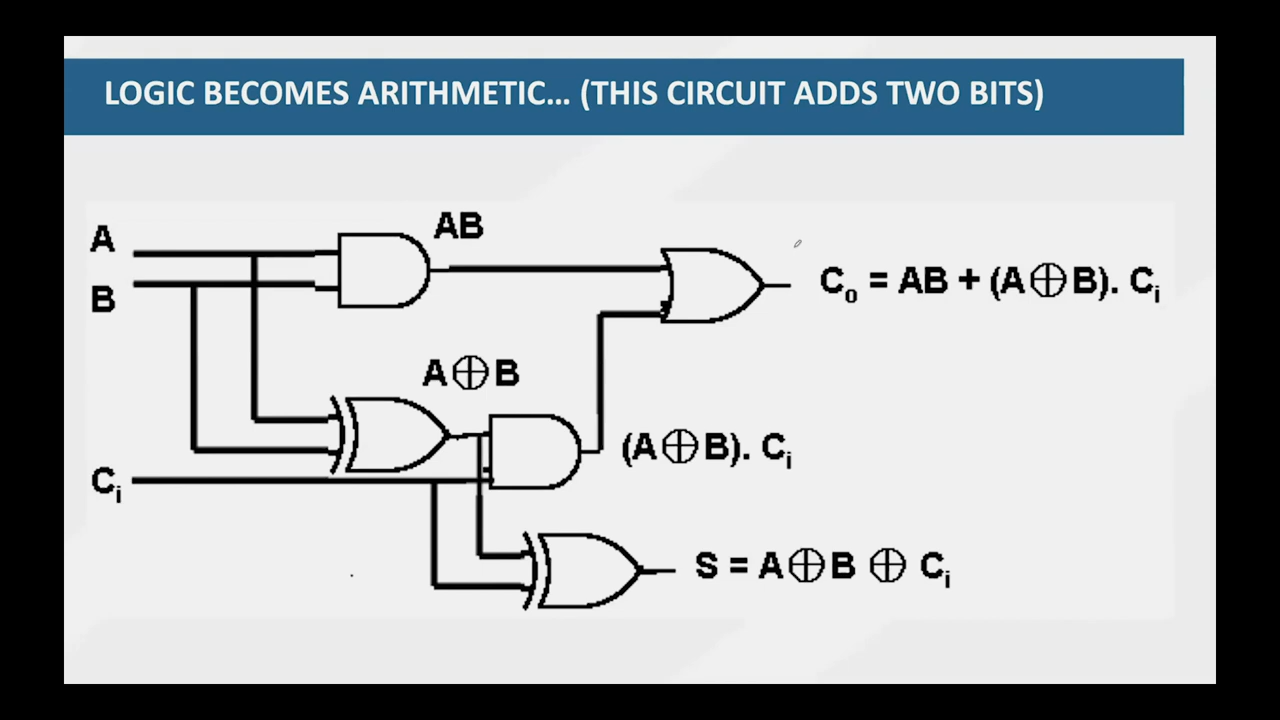 LOGIC BECOMES ARITHMETIC... (THIS CIRCUIT ADDS TWO BITS)
A
AB
B
C₀ = AB + (A⊕B). Cᵢ
A⊕B
(A⊕B). Cᵢ
Cᵢ
S = A⊕B ⊕ Cᵢ